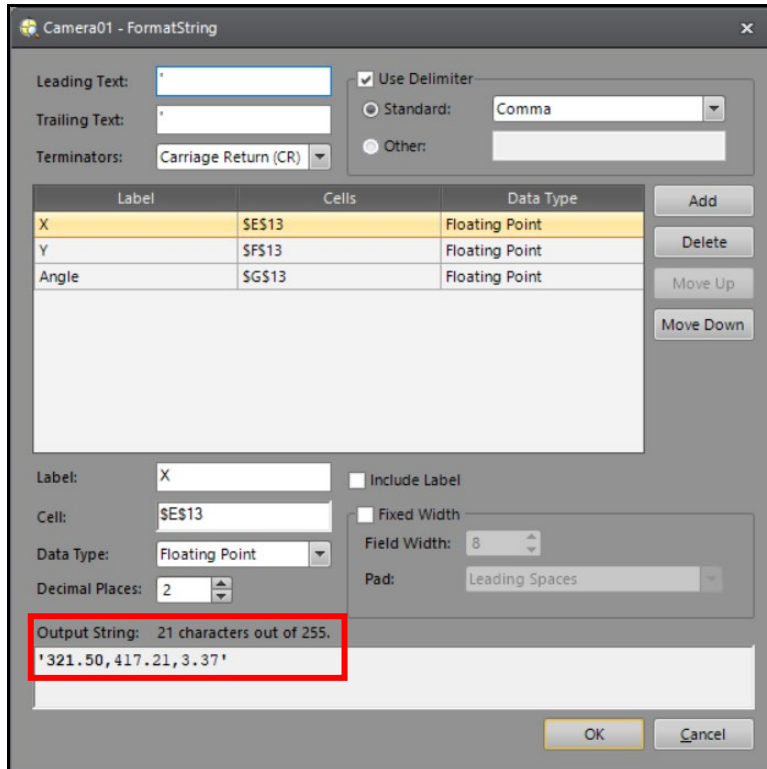 Camera01 - FormatString
Leading Text: '
Use Delimiter
Standard: Comma
Trailing Text: '
Other:
Terminators: Carriage Return (CR)
Label Cells Data Type
Add
X $E$13 Floating Point
Y $F$13 Floating Point
Delete
Angle $G$13 Floating Point
Move Up
Move Down
Label: X
Include Label
Cell: $E$13
Fixed Width
Field Width: 8
Data Type: Floating Point
Pad: Leading Spaces
Decimal Places: 2
Output String: 21 characters out of 255.
'321.50,417.21,3.37'
OK Cancel